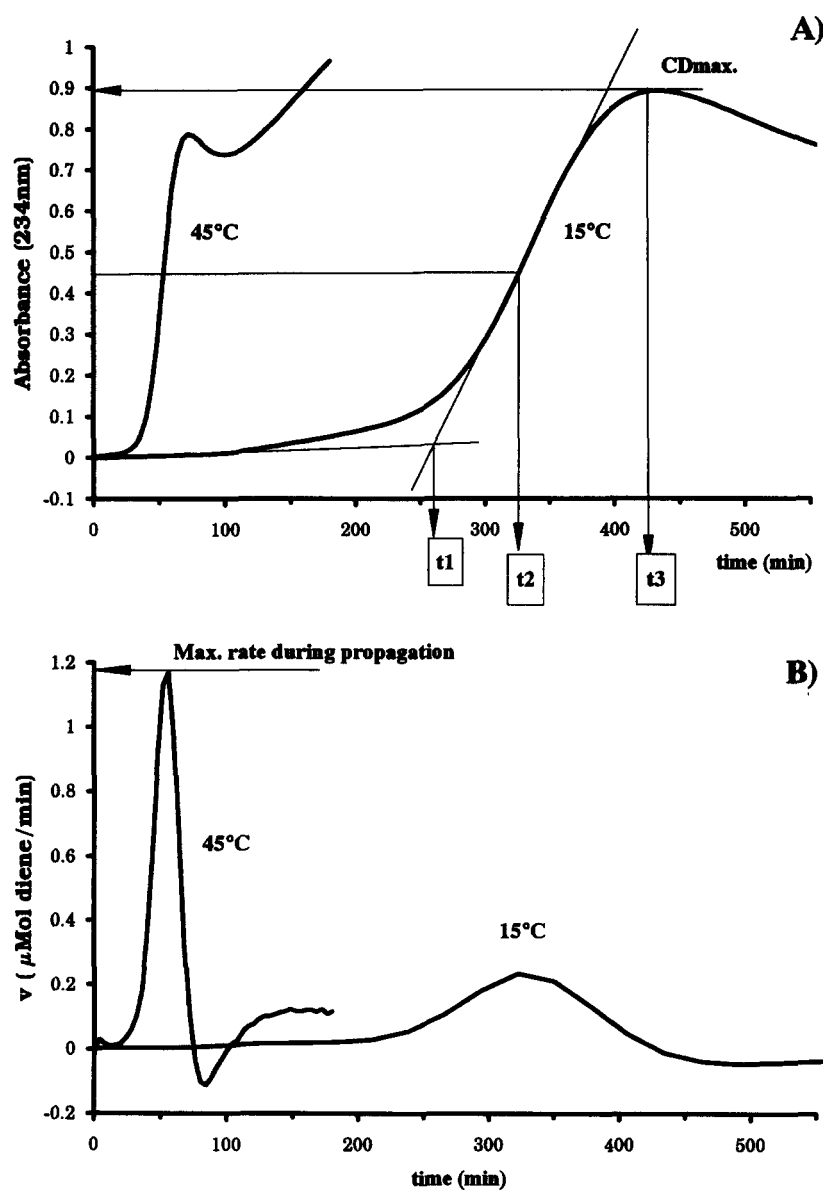 A)
CDmax.
Absorbance (234nm)
1
0.9
0.8
0.7
0.6
0.5
0.4
0.3
0.2
0.1
0
-0.1
45°C
15°C
0
100
200
300
400
500
time (min)
t1
t2
t3
B)
Max. rate during propagation
v ( μMol diene/min)
1.2
1
0.8
0.6
0.4
0.2
0
-0.2
45°C
15°C
0
100
200
300
400
500
time (min)